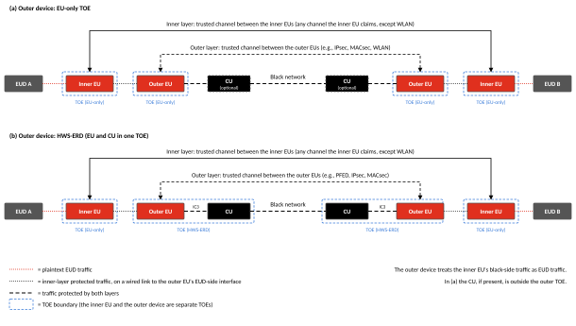 (a) Outer device: EU-only TOE
Inner layer: trusted channel between the inner EUs (any channel the inner EU claims, except WLAN)
Outer layer: trusted channel between the outer EUs (e.g., IPsec, MACsec, WLAN)
EUD A
Inner EU
Outer EU
CU
(optional)
Black network
CU
(optional)
Outer EU
Inner EU
EUD B
TOE (EU-only)
TOE (EU-only)
TOE (EU-only)
TOE (EU-only)
(b) Outer device: HWS-ERD (EU and CU in one TOE)
Inner layer: trusted channel between the inner EUs (any channel the inner EU claims, except WLAN)
Outer layer: trusted channel between the outer EUs (e.g., PFED, IPsec, MACsec)
EUD A
Inner EU
Outer EU
ICI
CU
Black network
CU
ICI
Outer EU
Inner EU
EUD B
TOE (EU-only)
TOE (HWS-ERD)
TOE (HWS-ERD)
TOE (EU-only)
= plaintext EUD traffic
The outer device treats the inner EU's black-side traffic as EUD traffic.
= inner-layer protected traffic, on a wired link to the outer EU's EUD-side interface
In (a) the CU, if present, is outside the outer TOE.
= traffic protected by both layers
= TOE boundary (the inner EU and the outer device are separate TOEs)